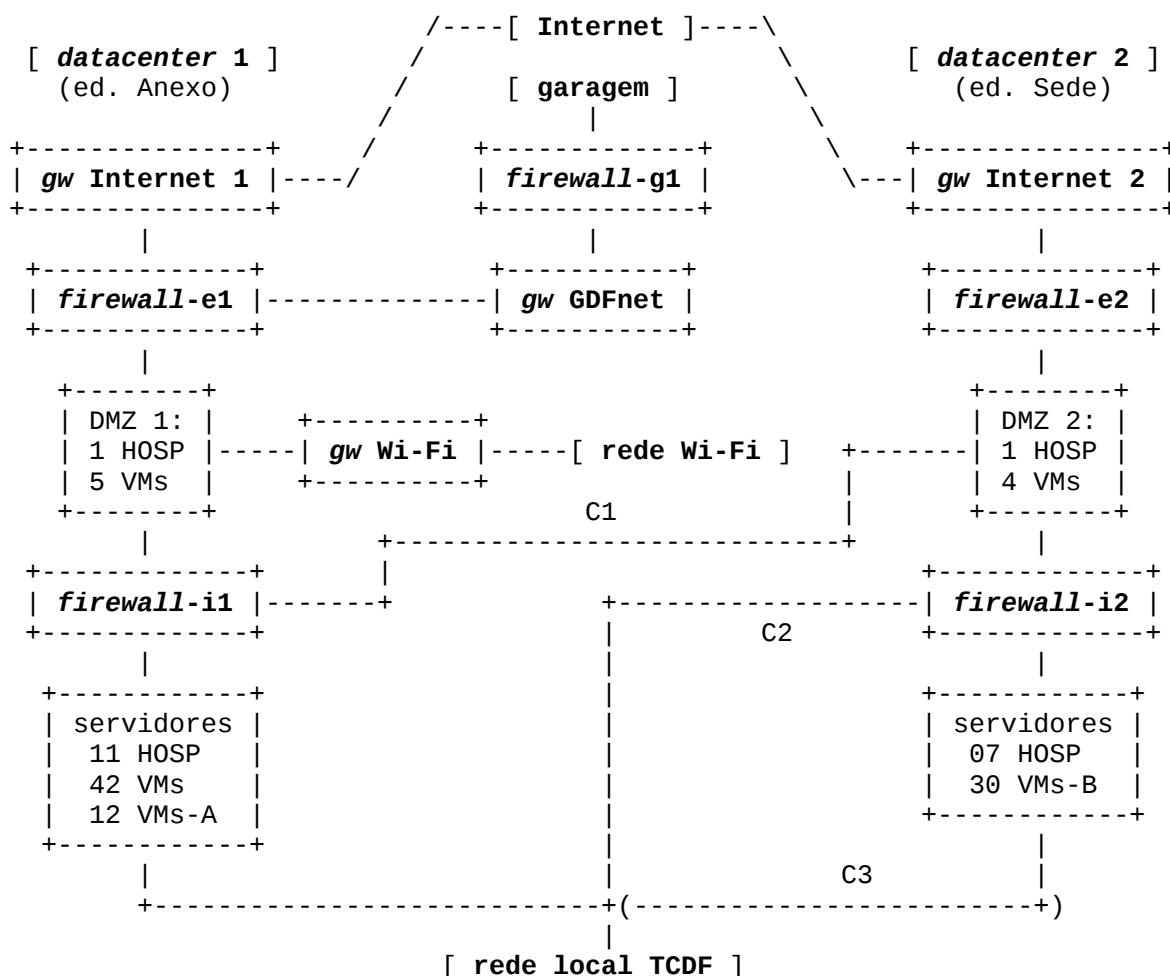 [ Internet ]
[ datacenter 1 ] [ datacenter 2 ]
(ed. Anexo) [ garagem ] (ed. Sede)
gw Internet 1 firewall-g1 gw Internet 2
firewall-e1 gw GDFnet firewall-e2
DMZ 1: DMZ 2:
1 HOSP gw Wi-Fi [ rede Wi-Fi ] 1 HOSP
5 VMs 4 VMs
C1
firewall-i1 firewall-i2
C2
servidores servidores
11 HOSP 07 HOSP
42 VMs 30 VMs-B
12 VMs-A
C3
[ rede local TCDF ]